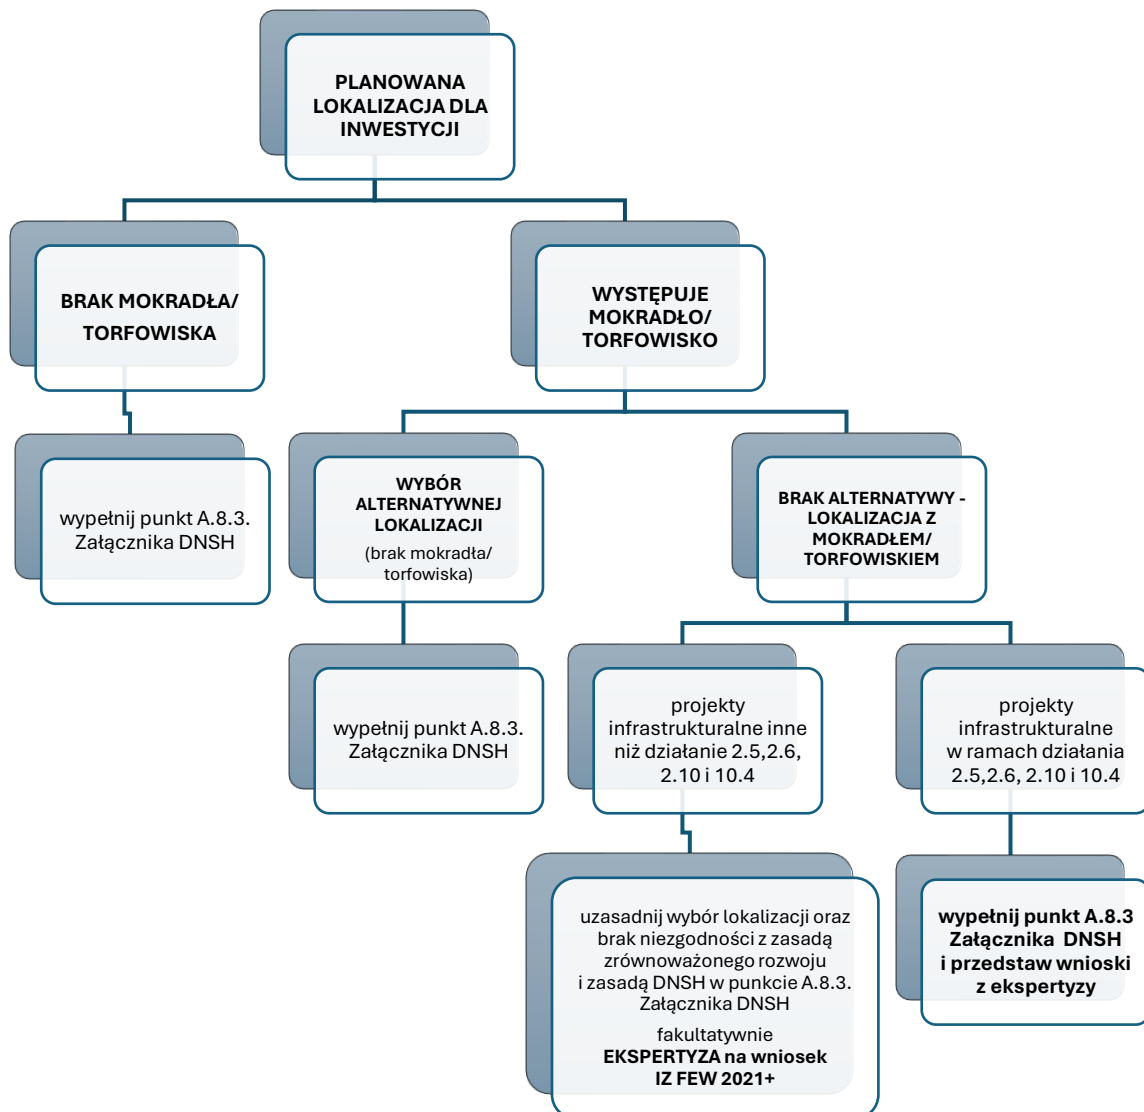 PLANOWANA
LOKALIZACJA DLA
INWESTYCJI
BRAK MOKRADŁA/
TORFOWISKA
WYSTĘPUJE
MOKRADŁO/
TORFOWISKO
wypełnij punkt A.8.3.
Załącznika DNSH
WYBÓR
ALTERNATYWNEJ
LOKALIZACJI
(brak mokradła/
torfowiska)
BRAK ALTERNATYWY -
LOKALIZACJA Z
MOKRADŁEM/
TORFOWISKIEM
wypełnij punkt A.8.3.
Załącznika DNSH
projekty
infrastrukturalne inne
niż działanie 2.5,2.6,
2.10 i 10.4
projekty
infrastrukturalne
w ramach działania
2.5,2.6, 2.10 i 10.4
uzasadnij wybór lokalizacji oraz
brak niezgodności z zasadą
zrównoważonego rozwoju
i zasadą DNSH w punkcie A.8.3.
Załącznika DNSH
fakultatywnie
EKSPERTYZA na wniosek
IZ FEW 2021+
wypełnij punkt A.8.3
Załącznika DNSH
i przedstaw wnioski
z ekspertyzy